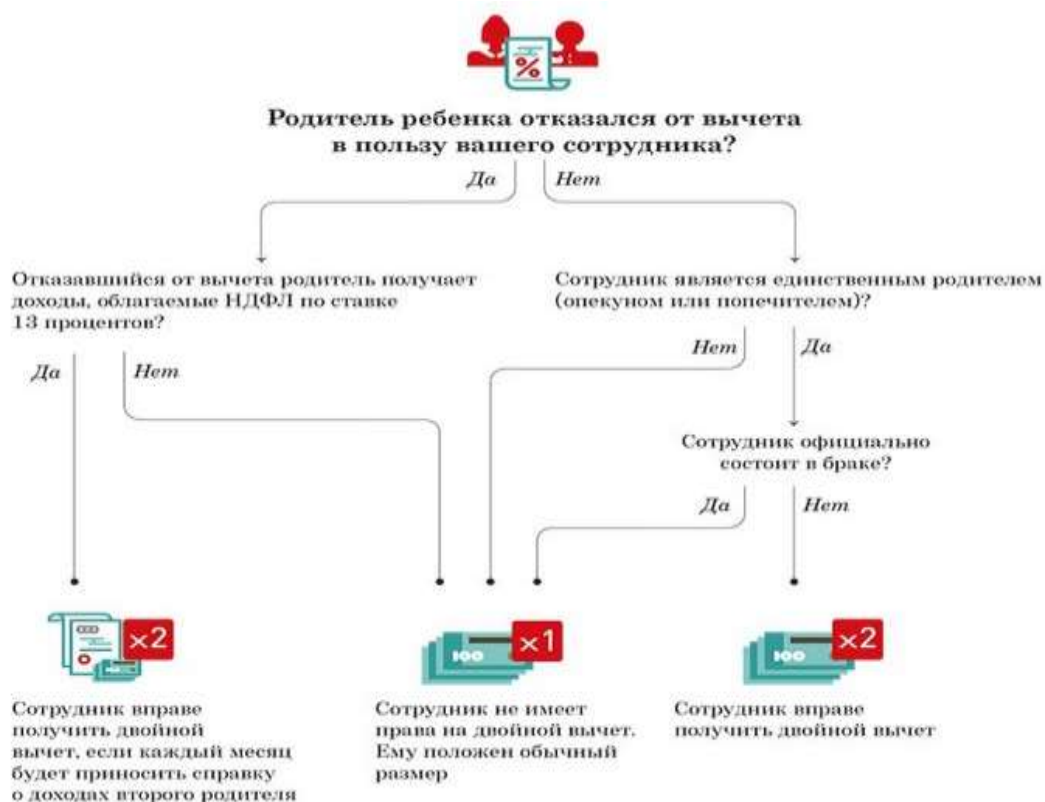 %
Родитель ребенка отказался от вычета
в пользу вашего сотрудника?
Да
Нет
Отказавшийся от вычета родитель получает
доходы, облагаемые НДФЛ по ставке
13 процентов?
Сотрудник является единственным родителем
(опекуном или попечителем)?
Да
Нет
Нет
Да
Сотрудник официально
состоит в браке?
Да
Нет
×2
100
×1
100
×2
Сотрудник вправе
получить двойной
вычет, если каждый месяц
будет приносить справку
о доходах второго родителя
Сотрудник не имеет
права на двойной вычет.
Ему положен обычный
размер
Сотрудник вправе
получить двойной вычет